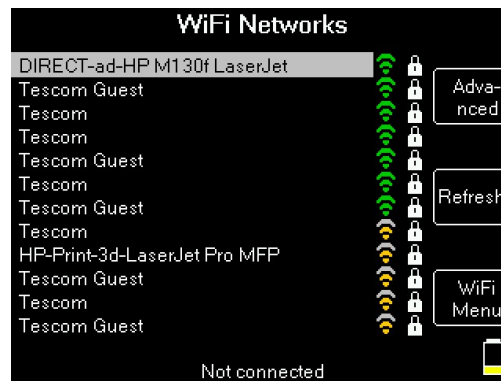 WiFi Networks
DIRECT-ad-HP M130f LaserJet
Tescom Guest
Tescom
Tescom
Tescom Guest
Tescom
Tescom Guest
Tescom
HP-Print-3d-LaserJet Pro MFP
Tescom Guest
Tescom
Tescom Guest
Adva-
nced
Refresh
WiFi
Menu
Not connected